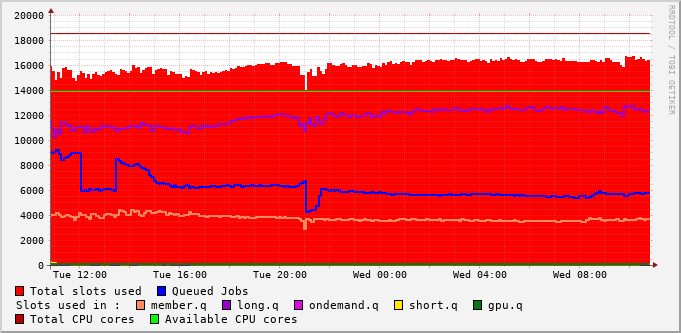 20000
18000
16000
14000
12000
10000
8000
6000
4000
2000
0
Tue 12:00 Tue 16:00 Tue 20:00 Wed 00:00 Wed 04:00 Wed 08:00
Total slots used Queued Jobs
Slots used in : member.q long.q ondemand.q short.q gpu.q
Total CPU cores Available CPU cores
RRDTOOL / TOBI OETIKER